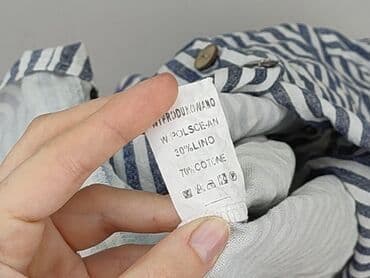 WYPRODUKOWANO
W POLSCE-AN
30%LINO
70% COTONE